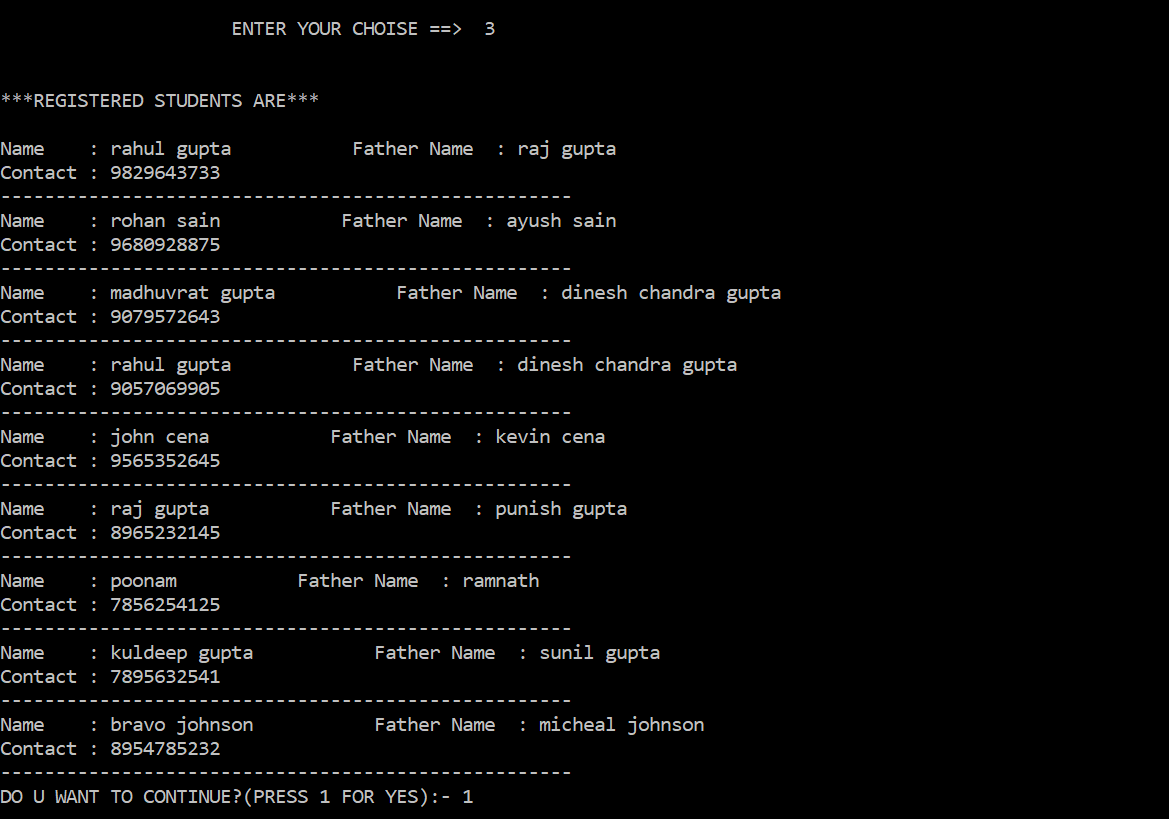 ENTER YOUR CHOISE ==>  3
***REGISTERED STUDENTS ARE***
Name    : rahul gupta           Father Name  : raj gupta
Contact : 9829643733
----------------------------------------------------
Name    : rohan sain           Father Name  : ayush sain
Contact : 9680928875
----------------------------------------------------
Name    : madhuvrat gupta           Father Name  : dinesh chandra gupta
Contact : 9079572643
----------------------------------------------------
Name    : rahul gupta           Father Name  : dinesh chandra gupta
Contact : 9057069905
----------------------------------------------------
Name    : john cena           Father Name  : kevin cena
Contact : 9565352645
----------------------------------------------------
Name    : raj gupta           Father Name  : punish gupta
Contact : 8965232145
----------------------------------------------------
Name    : poonam           Father Name  : ramnath
Contact : 7856254125
----------------------------------------------------
Name    : kuldeep gupta           Father Name  : sunil gupta
Contact : 7895632541
----------------------------------------------------
Name    : bravo johnson           Father Name  : micheal johnson
Contact : 8954785232
----------------------------------------------------
DO U WANT TO CONTINUE?(PRESS 1 FOR YES):- 1